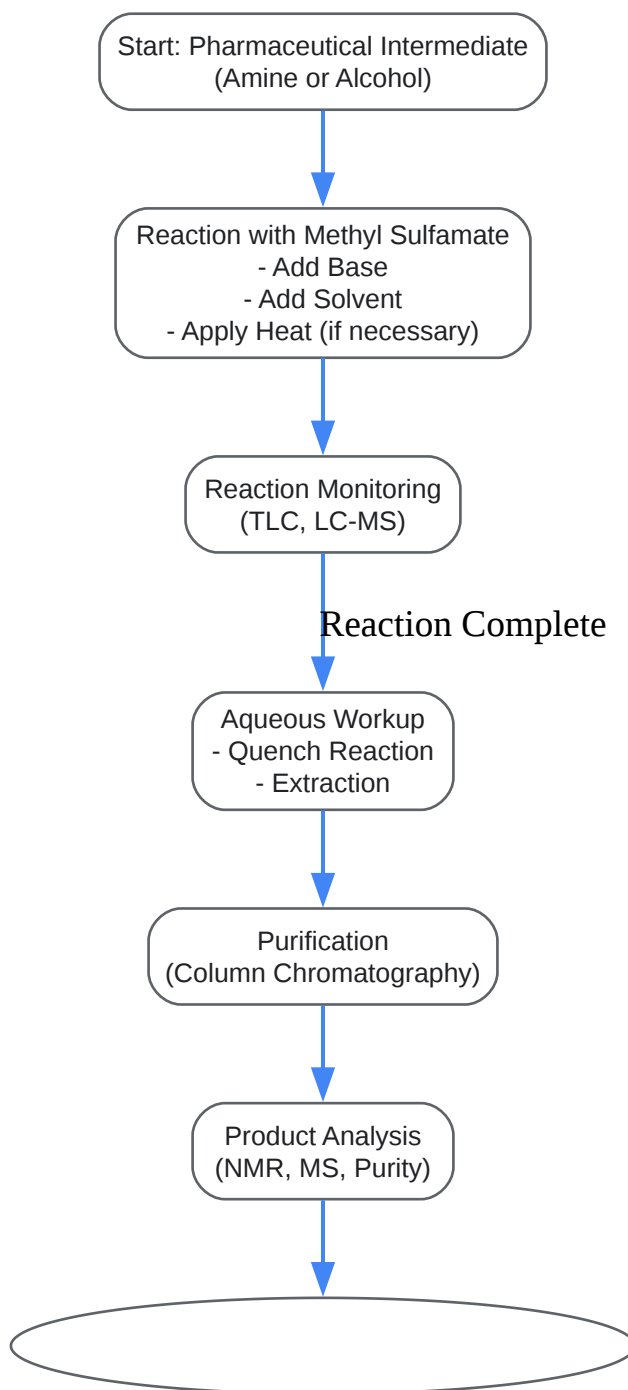 Start: Pharmaceutical Intermediate
(Amine or Alcohol)
Reaction with Methyl Sulfamate
- Add Base
- Add Solvent
- Apply Heat (if necessary)
Reaction Monitoring
(TLC, LC-MS)
Reaction Complete
Aqueous Workup
- Quench Reaction
- Extraction
Purification
(Column Chromatography)
Product Analysis
(NMR, MS, Purity)